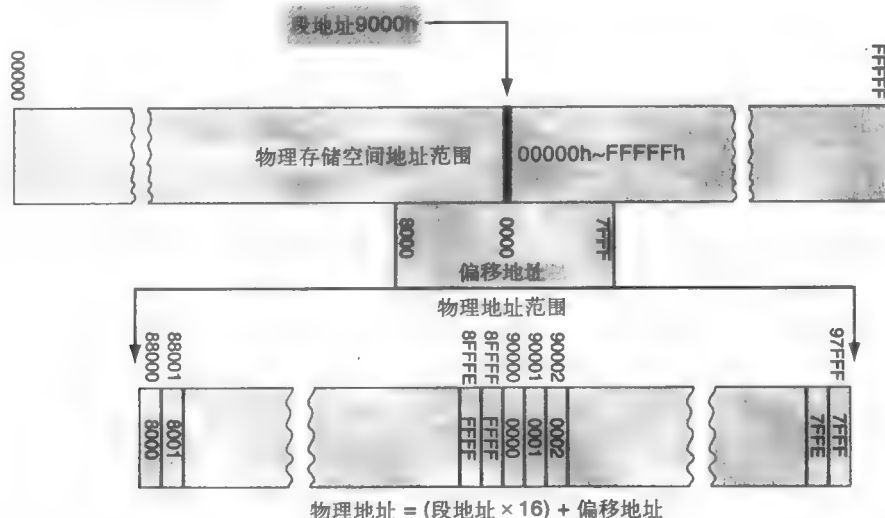 段地址9000h
00000
FFFFF
物理存储空间地址范围
00000h~FFFFFh
8000
0000
7FFF
偏移地址
物理地址范围
88000
88001
8FFFE
8FFFF
90000
90001
90002
97FFF
8000
8001
FFFF
FFFF
0000
0001
0002
7FFE
7FFF
物理地址 = (段地址 × 16) + 偏移地址